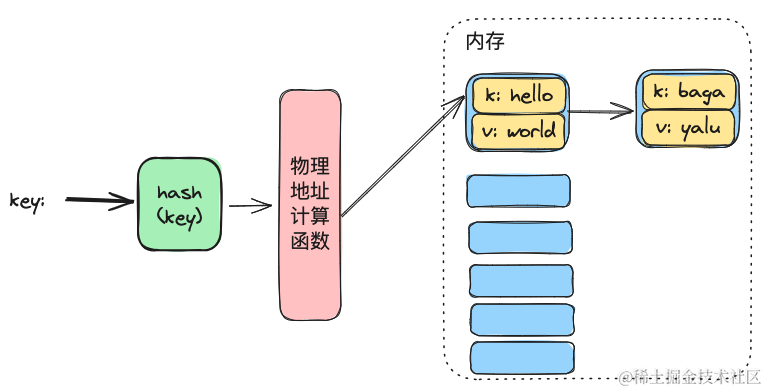 key:
hash
(key)
物理
地址
计算
函数
内存
k: hello
v: world
k: baga
v: yalu
@稀土掘金技术社区